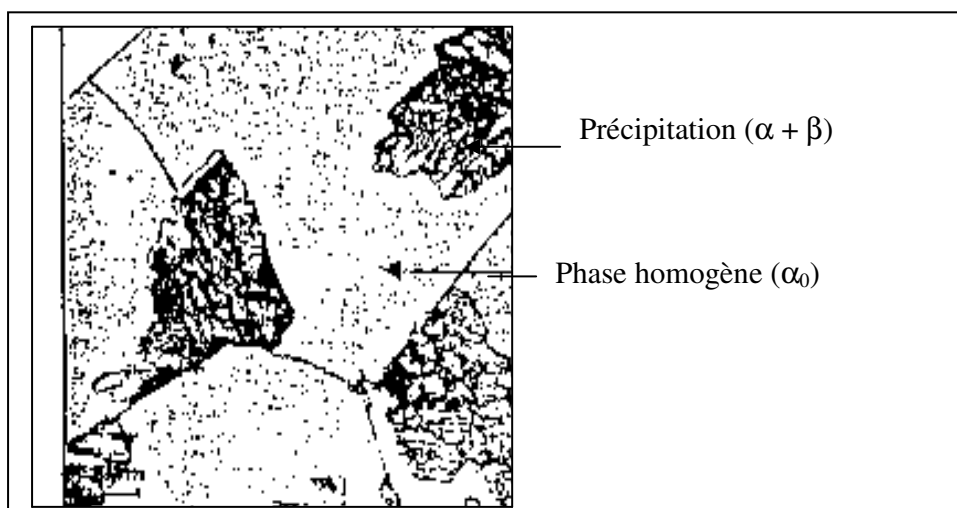 Précipitation (α + β)
Phase homogène (α₀)